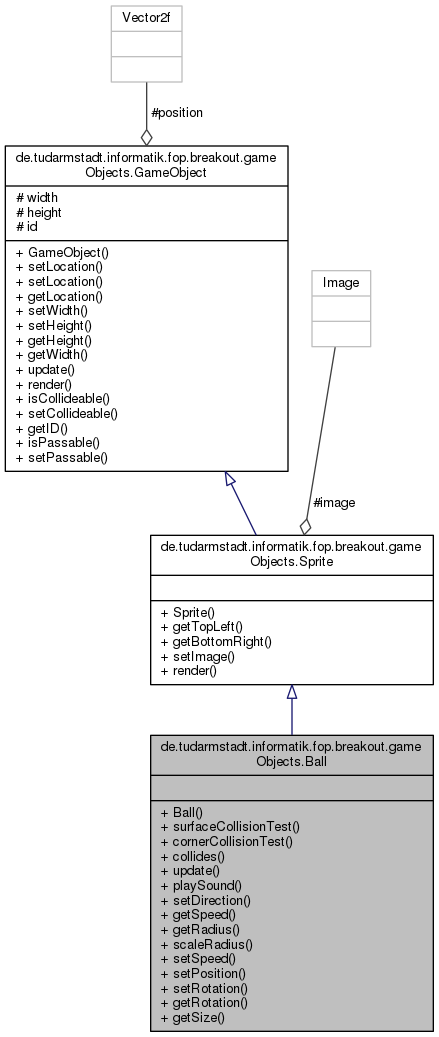 Vector2f
#position
de.tudarmstadt.informatik.fop.breakout.game
Objects.GameObject
# width
# height
# id
+ GameObject()
+ setLocation()
+ setLocation()
+ getLocation()
+ setWidth()
+ setHeight()
+ getHeight()
+ getWidth()
+ update()
+ render()
+ isCollideable()
+ setCollideable()
+ getID()
+ isPassable()
+ setPassable()
Image
#image
de.tudarmstadt.informatik.fop.breakout.game
Objects.Sprite
+ Sprite()
+ getTopLeft()
+ getBottomRight()
+ setImage()
+ render()
de.tudarmstadt.informatik.fop.breakout.game
Objects.Ball
+ Ball()
+ surfaceCollisionTest()
+ cornerCollisionTest()
+ collides()
+ update()
+ playSound()
+ setDirection()
+ getSpeed()
+ getRadius()
+ scaleRadius()
+ setSpeed()
+ setPosition()
+ setRotation()
+ getRotation()
+ getSize()